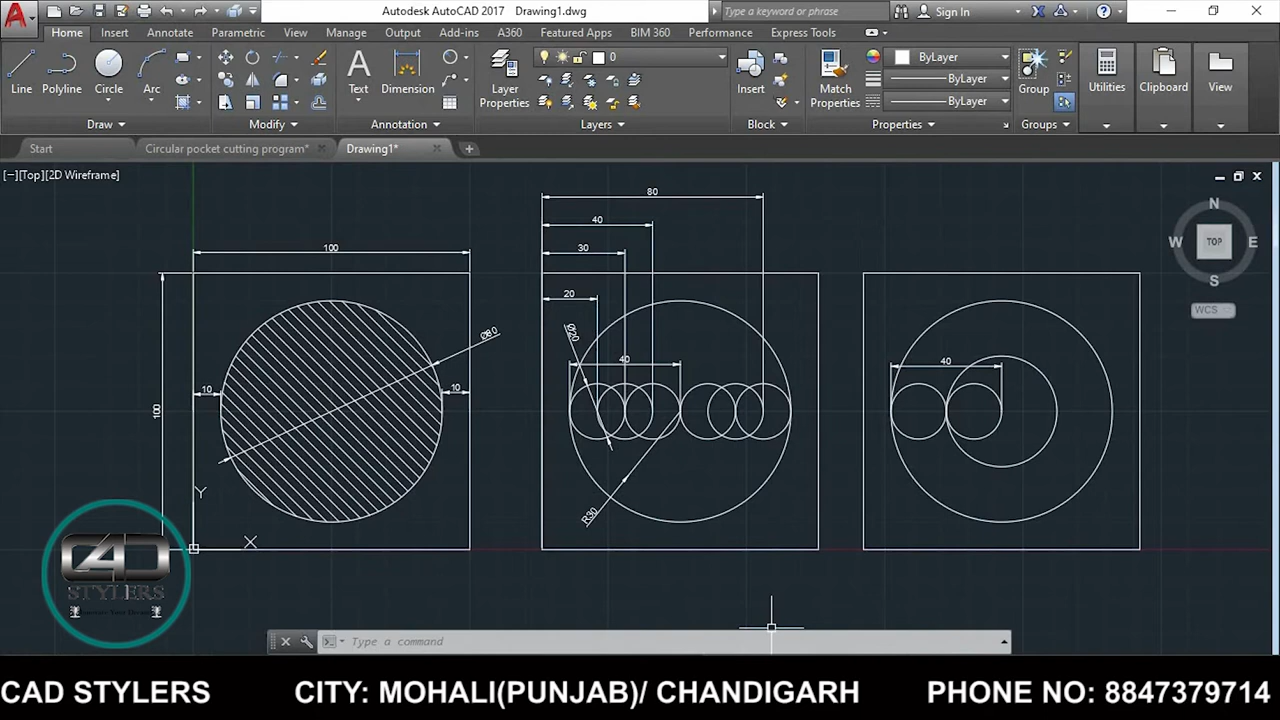 Autodesk AutoCAD 2017 Drawing1.dwg
Type a keyword or phrase
Sign In
Home Insert Annotate Parametric View Manage Output Add-ins A360 Featured Apps BIM 360 Performance Express Tools
Line Polyline Circle Arc
Text Dimension
Layer Properties
0
Insert
Match Properties
ByLayer
ByLayer
ByLayer
Group
Utilities
Clipboard
View
Draw Modify Annotation Layers Block Properties Groups
Start Circular pocket cutting program* Drawing1*
[−][Top][2D Wireframe]
N
W TOP E
S
WCS
100
100
10
10
Ø80
Y
X
80
40
30
20
Ø20
40
R30
40
CAD
STYLERS
Type a command
CAD STYLERS CITY: MOHALI(PUNJAB)/ CHANDIGARH PHONE NO: 8847379714